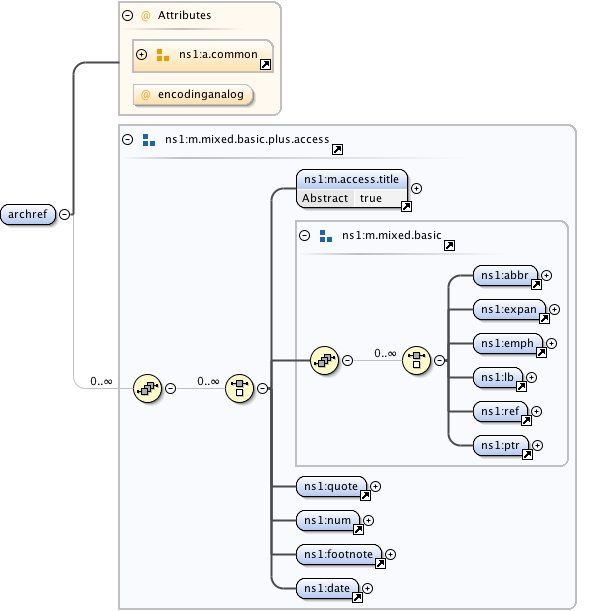 @ Attributes
ns1:a.common
@ encodinganalog
ns1:m.mixed.basic.plus.access
ns1:m.access.title
Abstract true
archref
ns1:m.mixed.basic
ns1:abbr
ns1:expan
ns1:emph
0..∞
ns1:lb
0..∞
0..∞
ns1:ref
ns1:ptr
ns1:quote
ns1:num
ns1:footnote
ns1:date